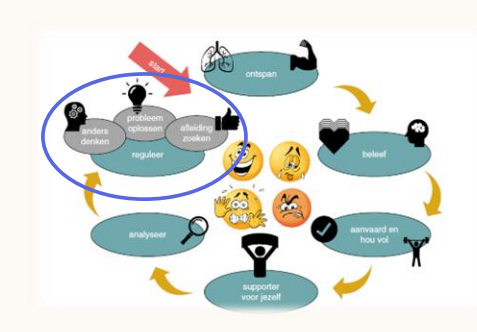 start
ontspan
probleem
oplossen
anders
denken
afleiding
zoeken
reguleer
beleef
analyseer
aanvaard en
hou vol
supporter
voor jezelf